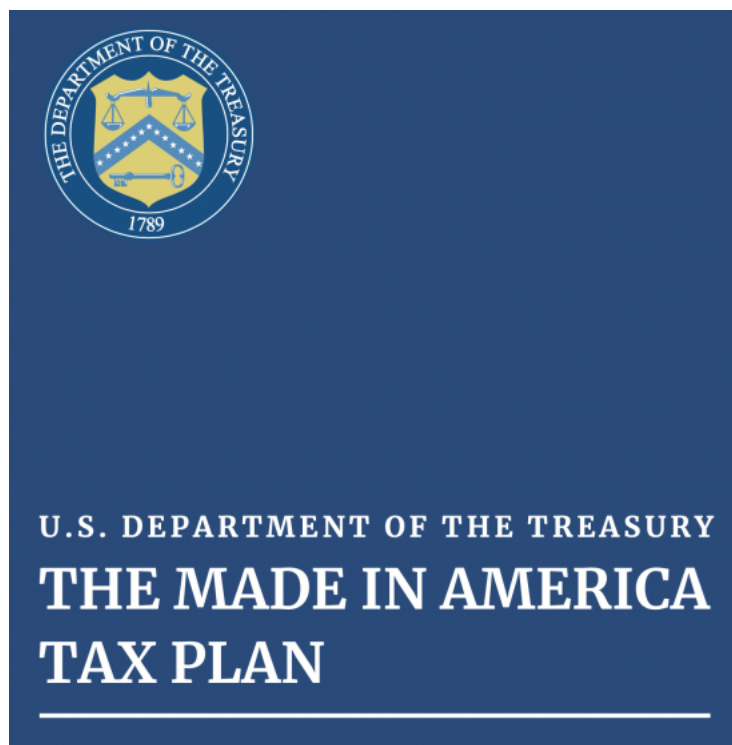 THE DEPARTMENT OF THE TREASURY
1789
U.S. DEPARTMENT OF THE TREASURY
THE MADE IN AMERICA
TAX PLAN